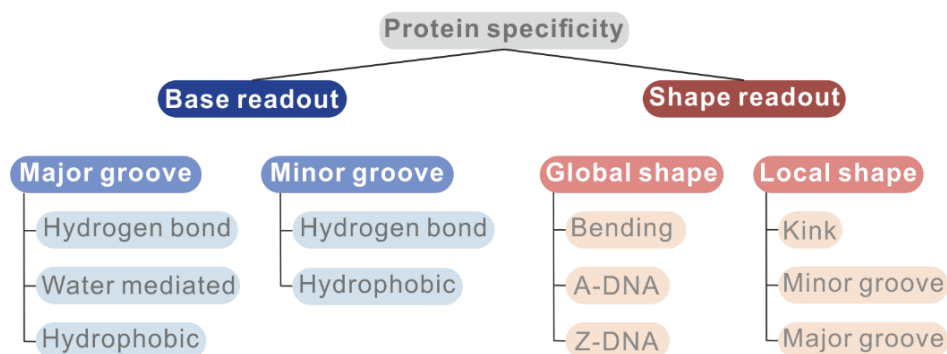 Protein specificity
Base readout
Shape readout
Major groove
Minor groove
Global shape
Local shape
Hydrogen bond
Hydrogen bond
Bending
Kink
Water mediated
Hydrophobic
A-DNA
Minor groove
Hydrophobic
Z-DNA
Major groove